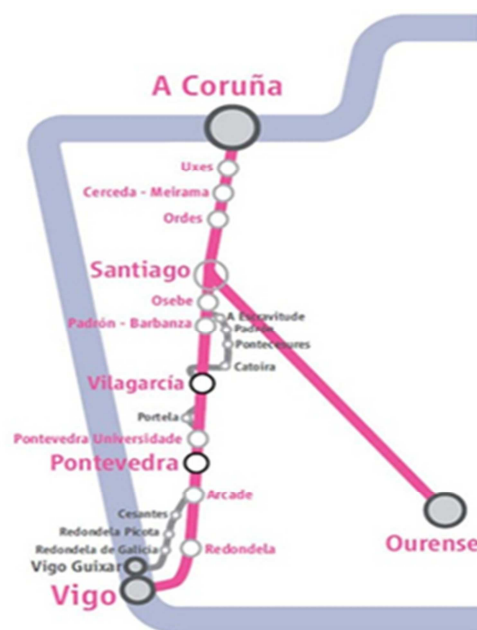 A Coruña
Uxes
Cerceda - Meirama
Ordes
Santiago
Osebe
A Escravitude
Padrón - Barbanza
Padrón
Pontecesures
Catoira
Vilagarcía
Portela
Pontevedra Universidade
Pontevedra
Arcade
Cesantes
Redondela Picota
Ourense
Redondela de Galicia
Redondela
Vigo Guixar
Vigo